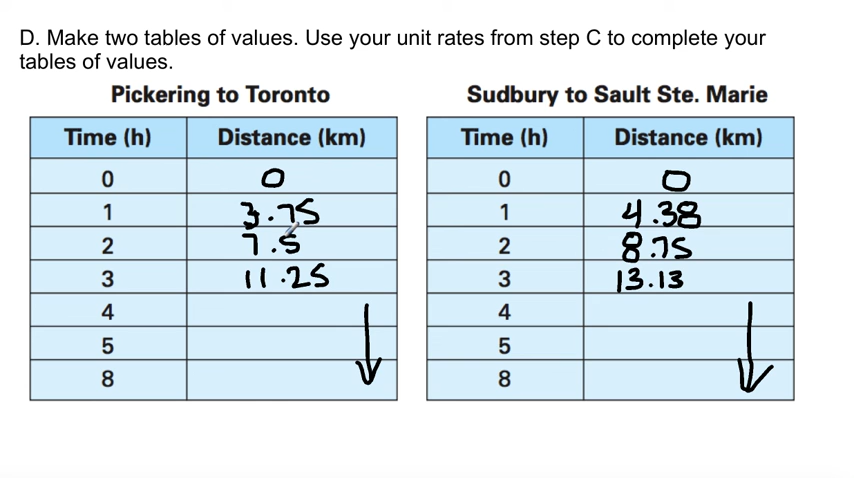 D. Make two tables of values. Use your unit rates from step C to complete your
tables of values.
Pickering to Toronto
Time (h) Distance (km)
0 0
1 3.75
2 7.5
3 11.25
4
5
8
Sudbury to Sault Ste. Marie
Time (h) Distance (km)
0 0
1 4.38
2 8.75
3 13.13
4
5
8